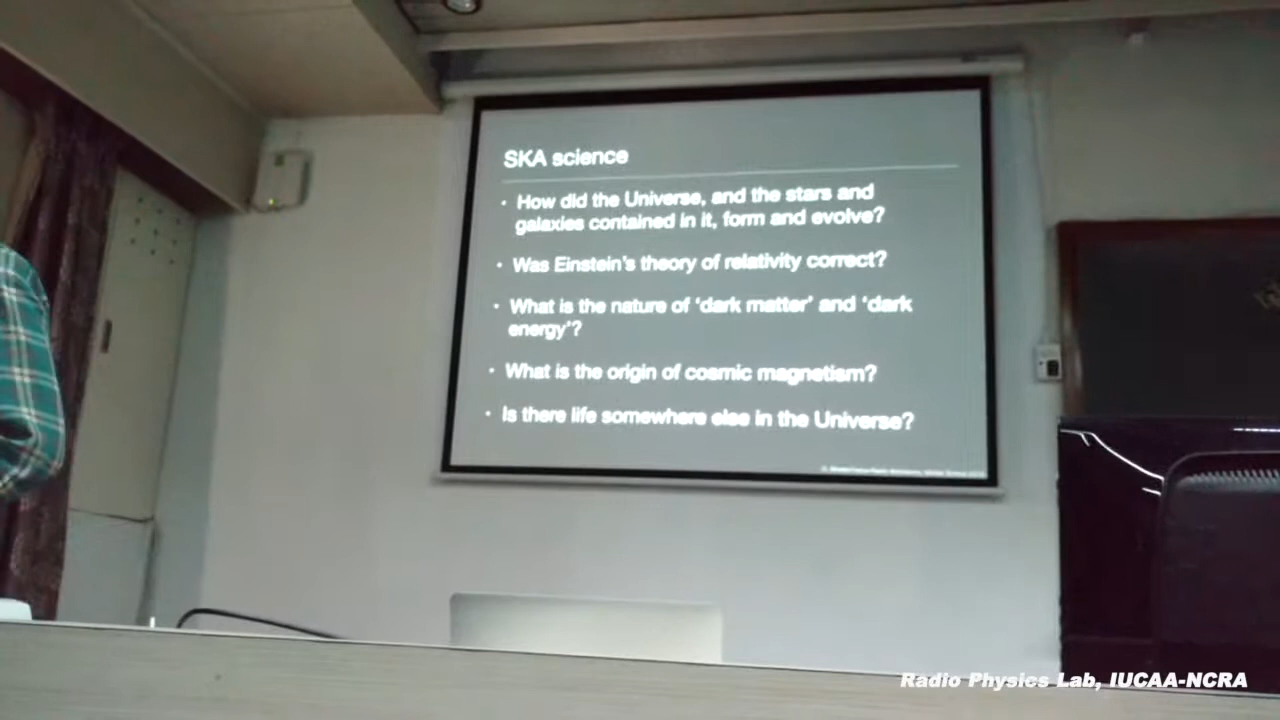 SKA science
• How did the Universe, and the stars and
galaxies contained in it, form and evolve?
• Was Einstein's theory of relativity correct?
• What is the nature of ‘dark matter’ and ‘dark
energy’?
• What is the origin of cosmic magnetism?
• Is there life somewhere else in the Universe?
Radio Physics Lab, IUCAA-NCRA